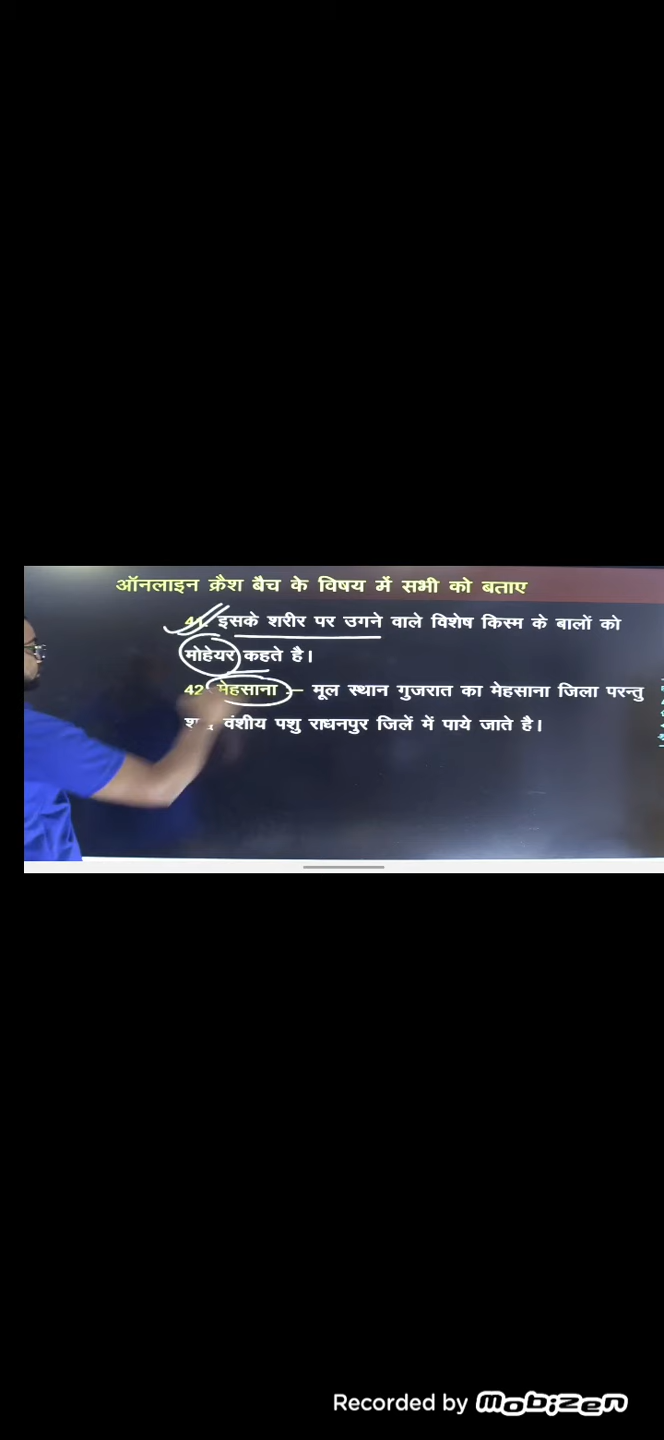 ऑनलाइन क्रैश बैच के विषय में सभी को बताए
41. इसके शरीर पर उगने वाले विशेष किस्म के बालों को
मोहेयर कहते है।
42 मेहसाना :– मूल स्थान गुजरात का मेहसाना जिला परन्तु
वंशीय पशु राधनपुर जिलें में पाये जाते है।
Recorded by Mobizen